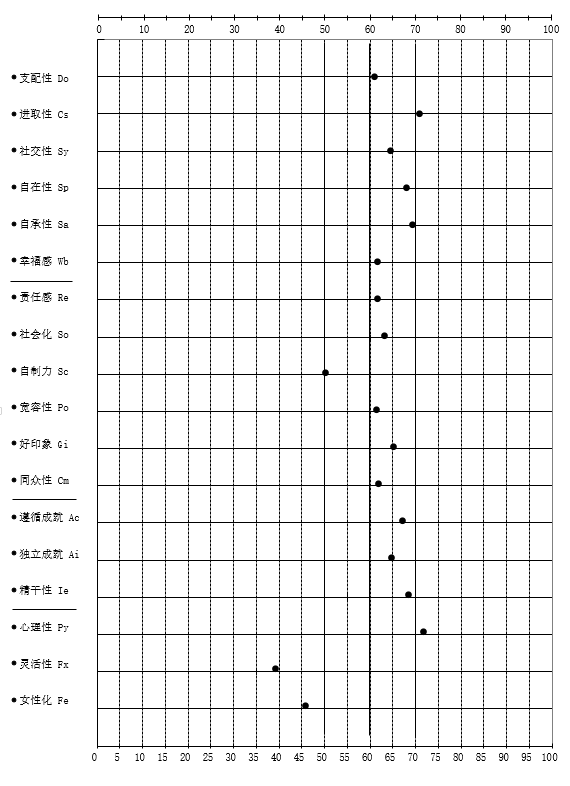 0 10 20 30 40 50 60 70 80 90 100
● 支配性 Do
● 进取性 Cs
● 社交性 Sy
● 自在性 Sp
● 自承性 Sa
● 幸福感 Wb
● 责任感 Re
● 社会化 So
● 自制力 Sc
● 宽容性 Po
● 好印象 Gi
● 同众性 Cm
● 遵循成就 Ac
● 独立成就 Ai
● 精干性 Ie
● 心理性 Py
● 灵活性 Fx
● 女性化 Fe
0 5 10 15 20 25 30 35 40 45 50 55 60 65 70 75 80 85 90 95 100